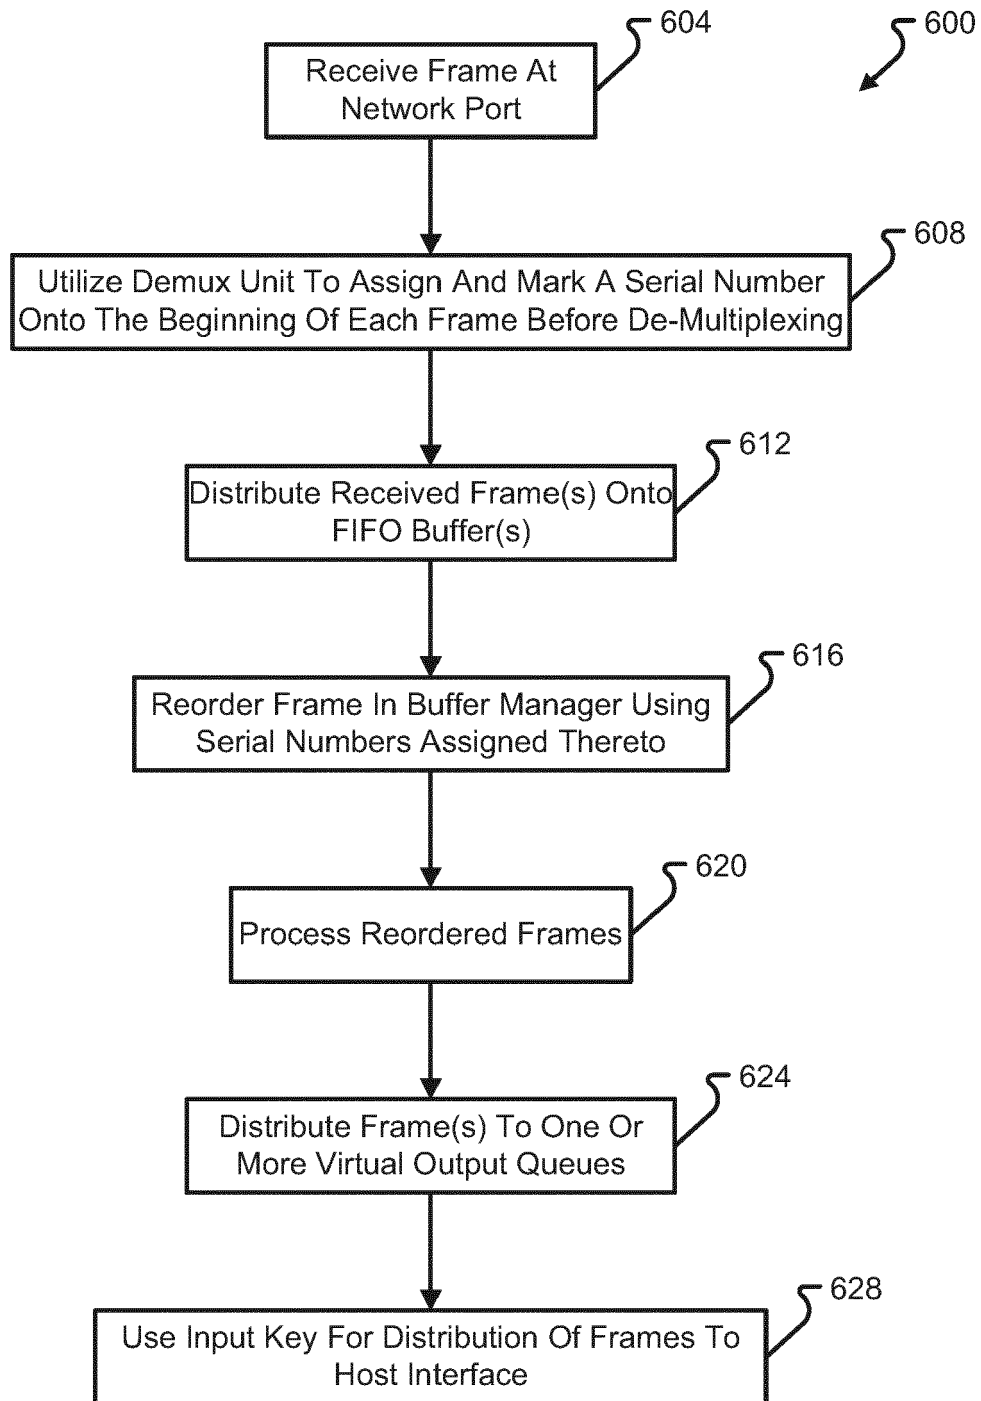 604
600
Receive Frame At
Network Port
608
Utilize Demux Unit To Assign And Mark A Serial Number
Onto The Beginning Of Each Frame Before De-Multiplexing
612
Distribute Received Frame(s) Onto
FIFO Buffer(s)
616
Reorder Frame In Buffer Manager Using
Serial Numbers Assigned Thereto
620
Process Reordered Frames
624
Distribute Frame(s) To One Or
More Virtual Output Queues
628
Use Input Key For Distribution Of Frames To
Host Interface